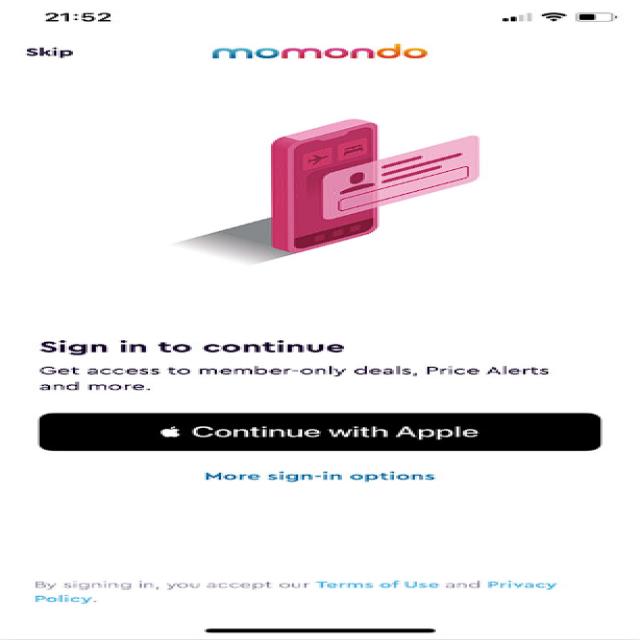 21:52
Skip
momondo
Sign in to continue
Get access to member-only deals, Price Alerts
and more.
Continue with Apple
More sign-in options
By signing in, you accept our Terms of Use and Privacy
Policy.